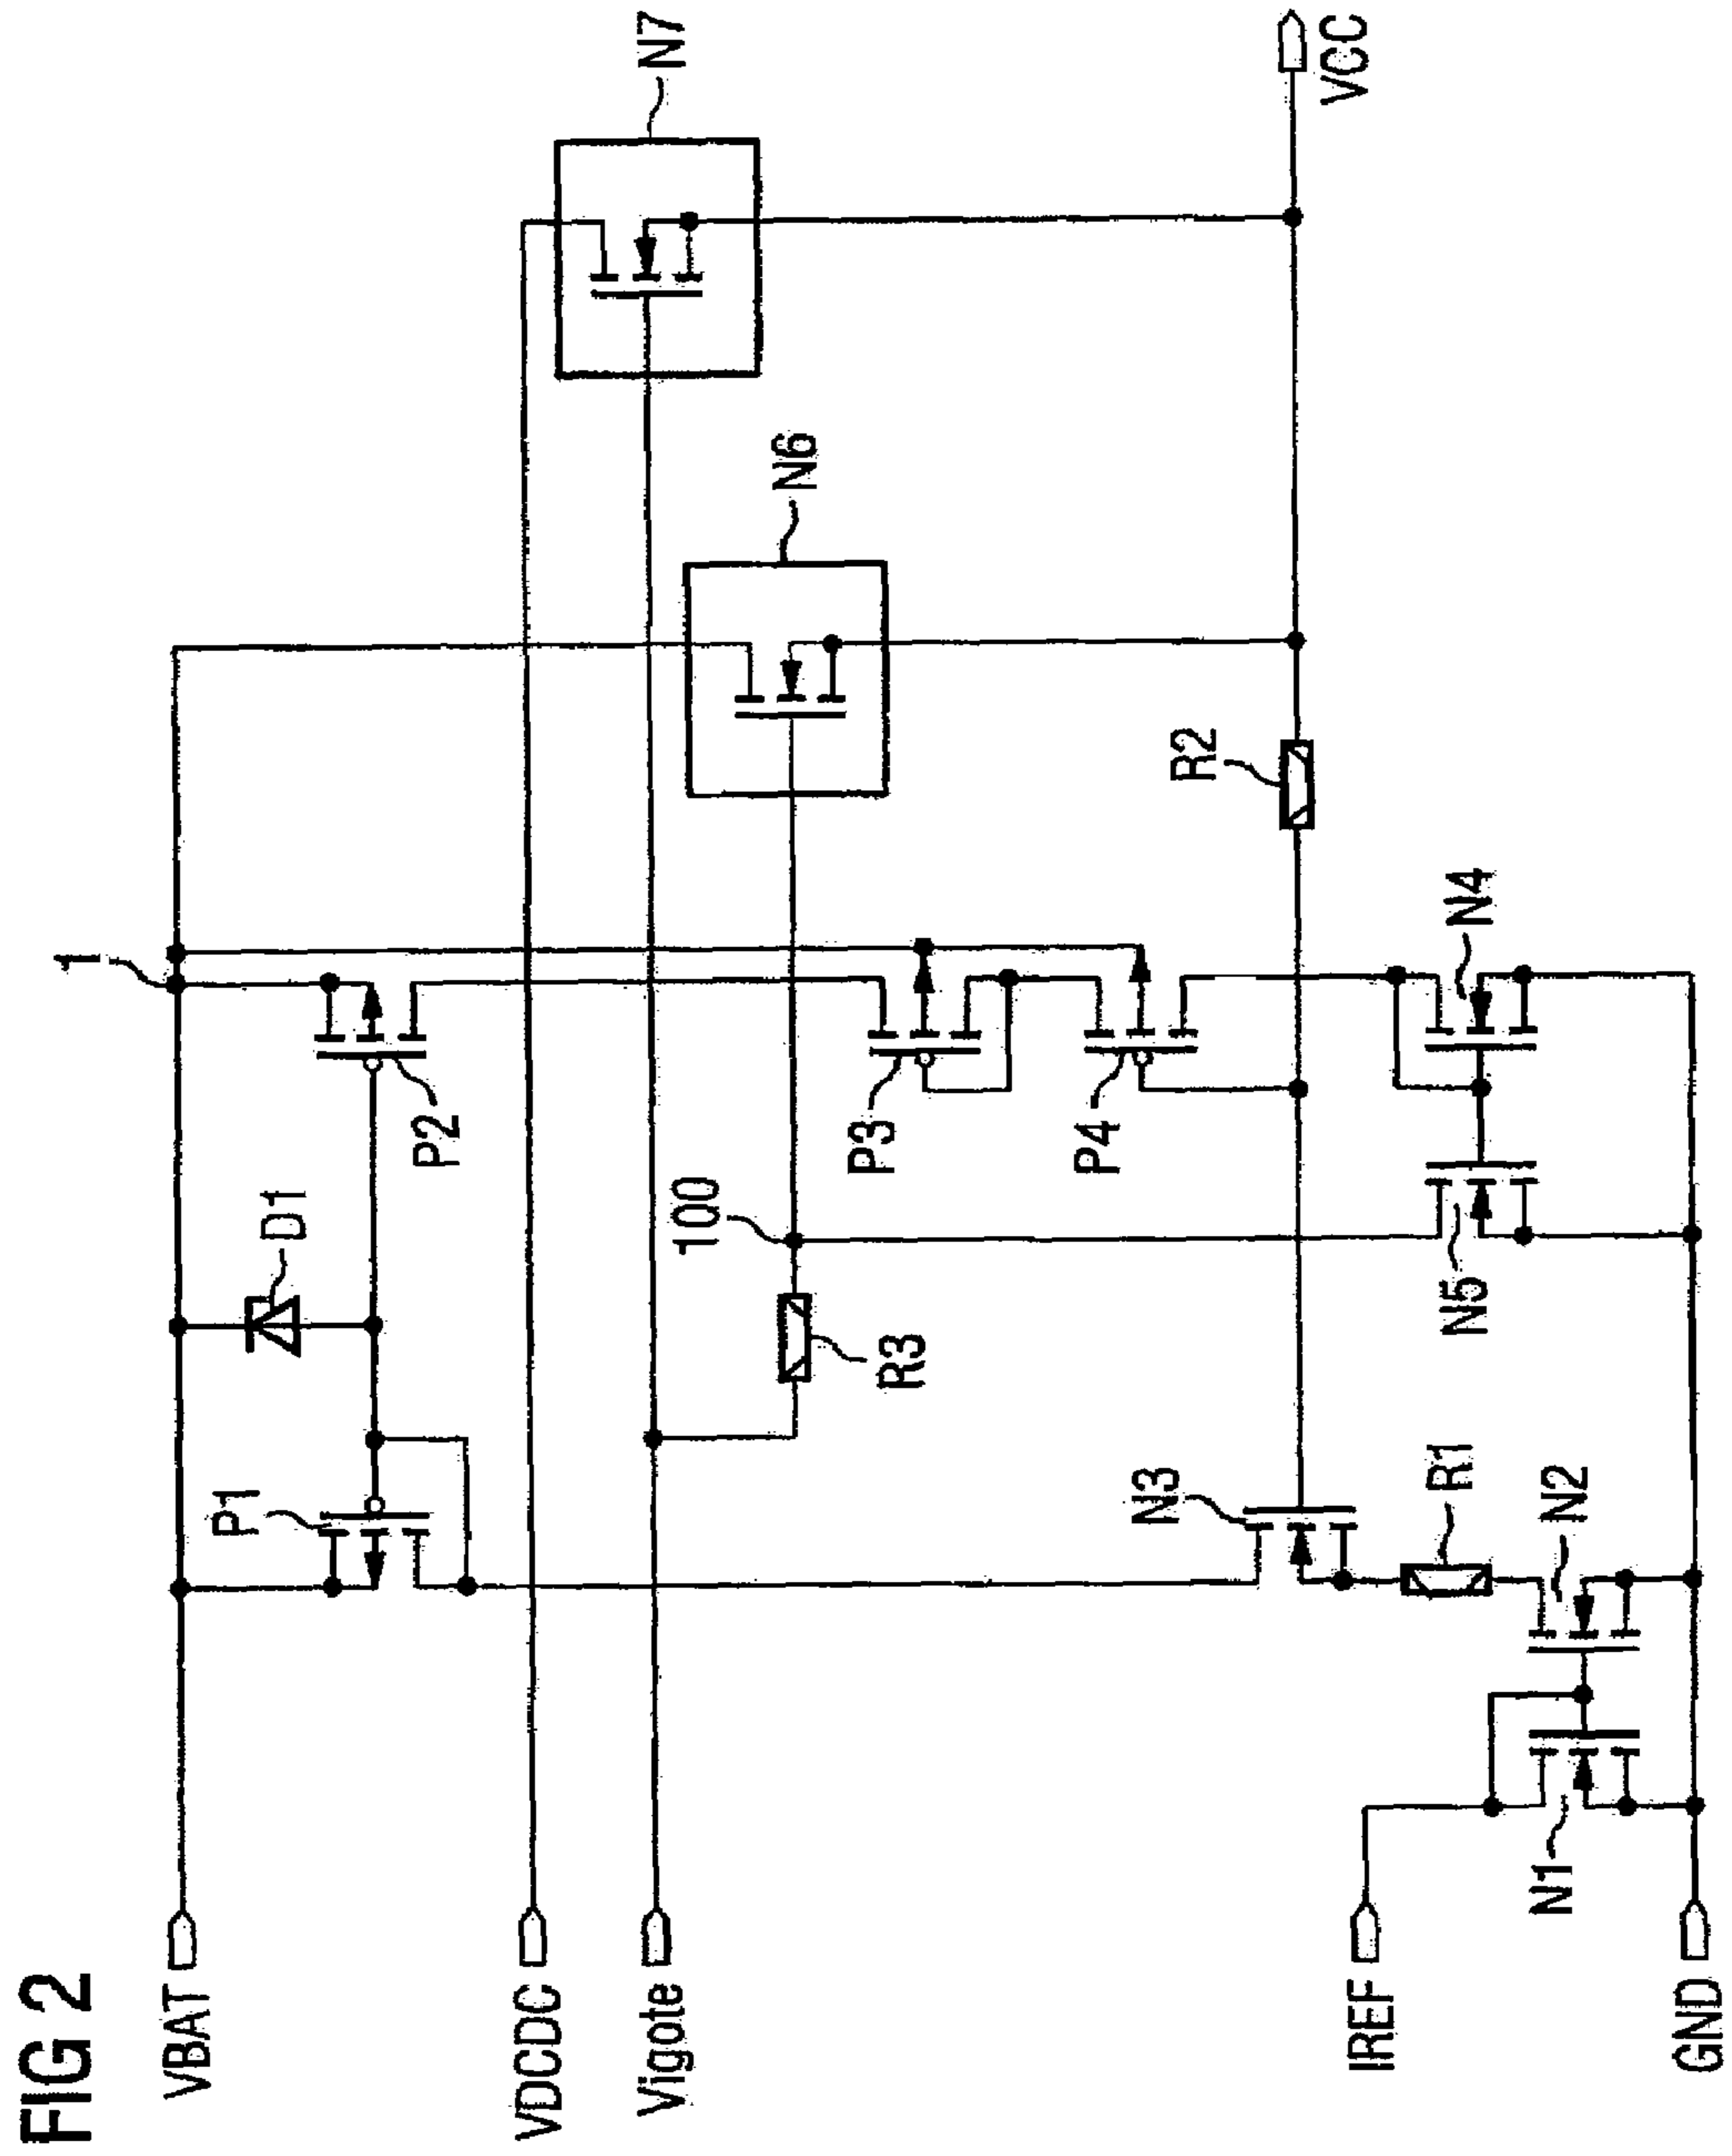 FIG 2
VBAT
VDCDC
Vigote
IREF
GND
P1
D1
P2
1
R3
100
P3
P4
N3
R1
N2
N1
N5
N4
R2
N6
N7
VCC